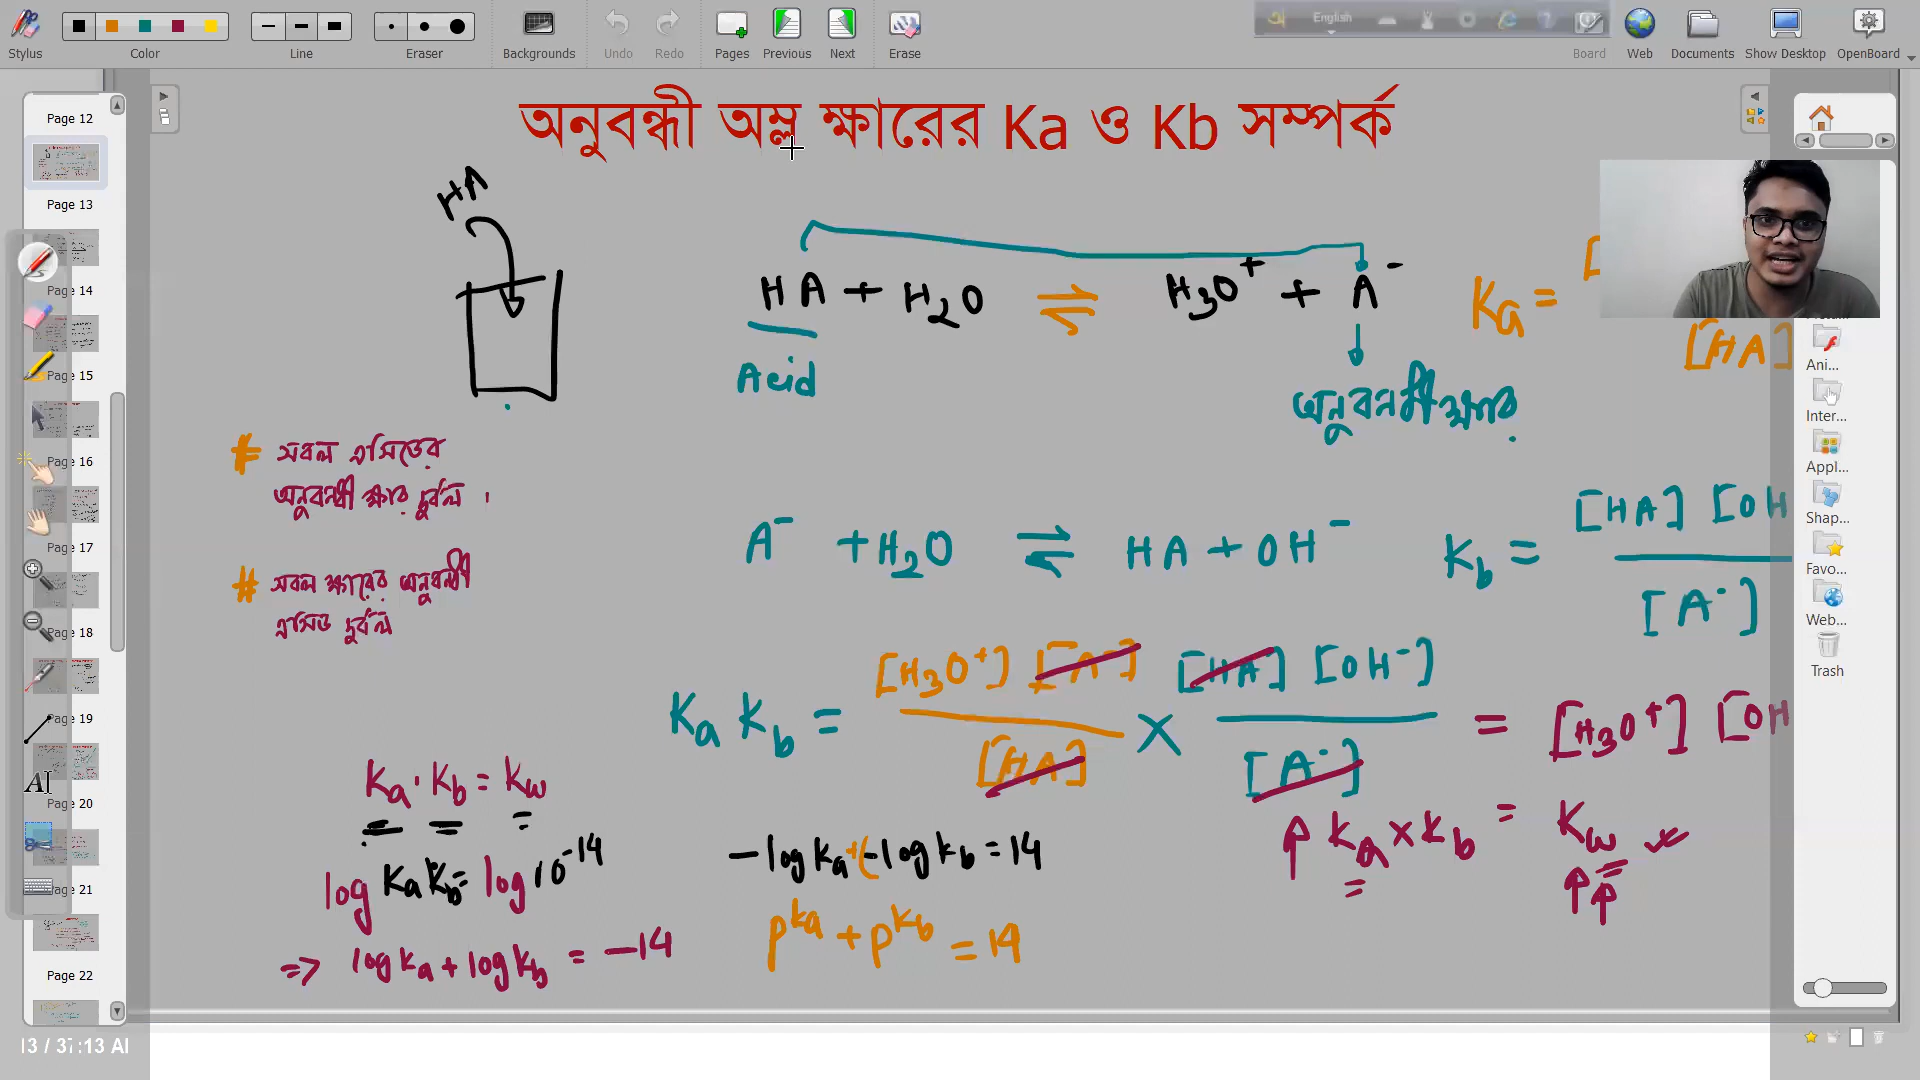 Stylus
Color
Line
Eraser
Backgrounds
Undo
Redo
Pages
Previous
Next
Erase
English
Board
Web
Documents
Show Desktop
OpenBoard
অনুবন্ধী অম্ল ক্ষারের Ka ও Kb সম্পর্ক
HA
HA + H2O ⇌ H3O+ + A-
Ka =
[HA]
Acid
অনুবন্ধী ক্ষার
# সবল এসিডের
অনুবন্ধী ক্ষার দুর্বল ।
A- + H2O ⇌ HA + OH-
Kb = [HA] [OH
[A-]
# সবল ক্ষারের অনুবন্ধী
এসিড দুর্বল
Ka Kb = [H3O+] [A-] / [HA] × [HA] [OH-] / [A-] = [H3O+] [OH
Ka · Kb = Kw
↑ Ka × Kb = Kw
log KaKb = log 10-14
-log Ka + (-log Kb = 14
⇒ log Ka + log Kb = -14
PKa + PKb = 14
Page 12
Page 13
Page 14
Page 15
Page 16
Page 17
Page 18
Page 19
Page 20
Page 21
Page 22
Ani...
Inter...
Appl...
Shap...
Favo...
Web...
Trash
13 / 37:13 AI